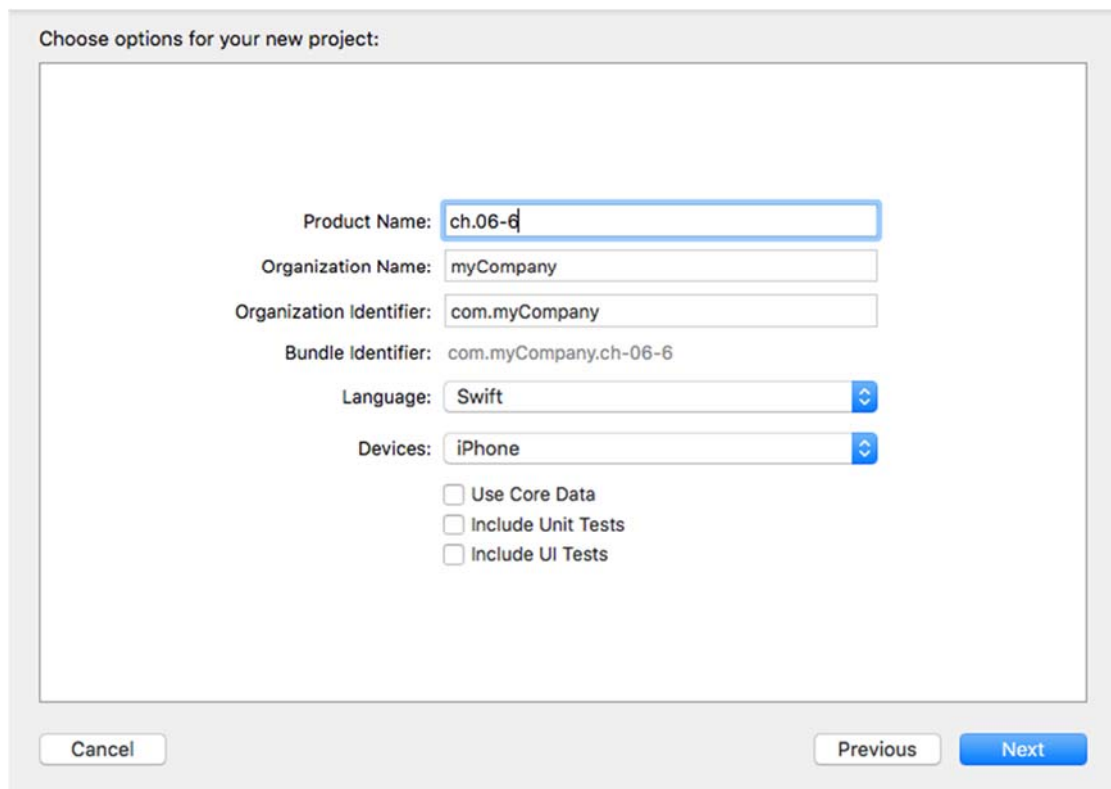 Choose options for your new project:
Product Name: ch.06-6
Organization Name: myCompany
Organization Identifier: com.myCompany
Bundle Identifier: com.myCompany.ch-06-6
Language: Swift
Devices: iPhone
Use Core Data
Include Unit Tests
Include UI Tests
Cancel Previous Next